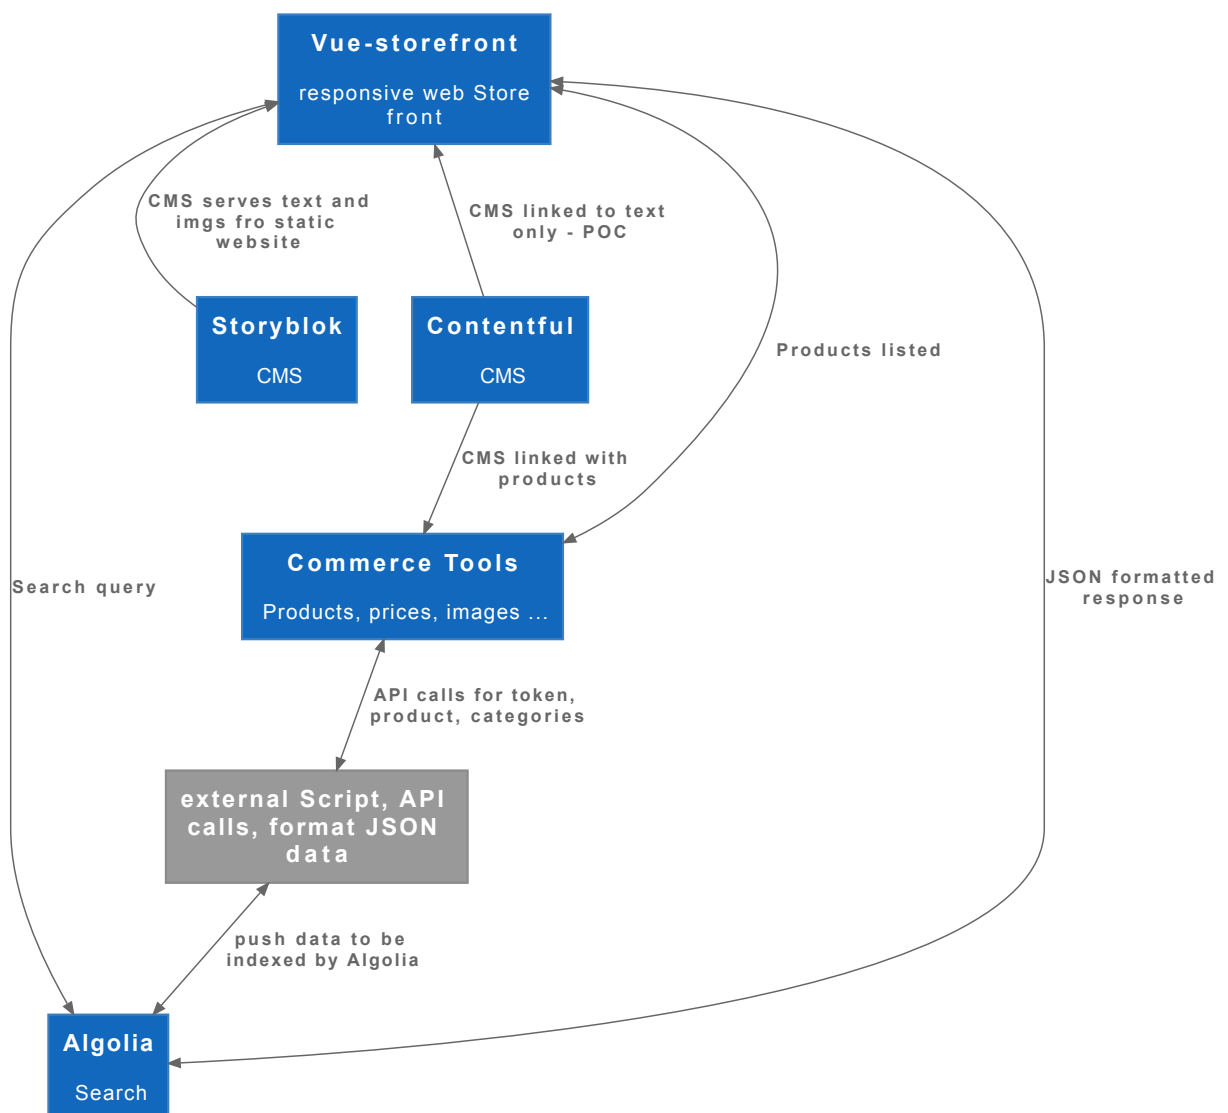 Vue-storefront
responsive web Store
front
CMS serves text and
imgs fro static
website
CMS linked to text
only - POC
Storyblok
CMS
Contentful
CMS
Products listed
CMS linked with
products
Commerce Tools
Products, prices, images ...
Search query
JSON formatted
response
API calls for token,
product, categories
external Script, API
calls, format JSON
data
push data to be
indexed by Algolia
Algolia
Search